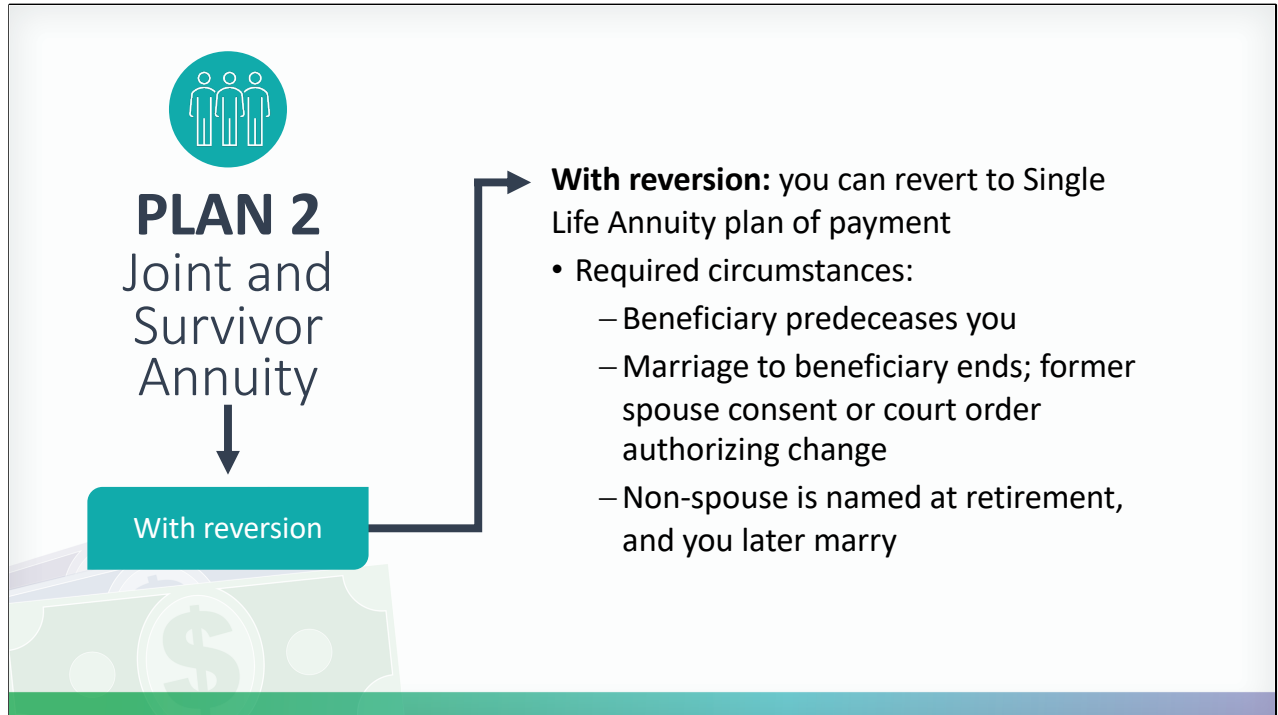 PLAN 2
Joint and
Survivor
Annuity
With reversion
With reversion: you can revert to Single
Life Annuity plan of payment
• Required circumstances:
– Beneficiary predeceases you
– Marriage to beneficiary ends; former
spouse consent or court order
authorizing change
– Non-spouse is named at retirement,
and you later marry
$